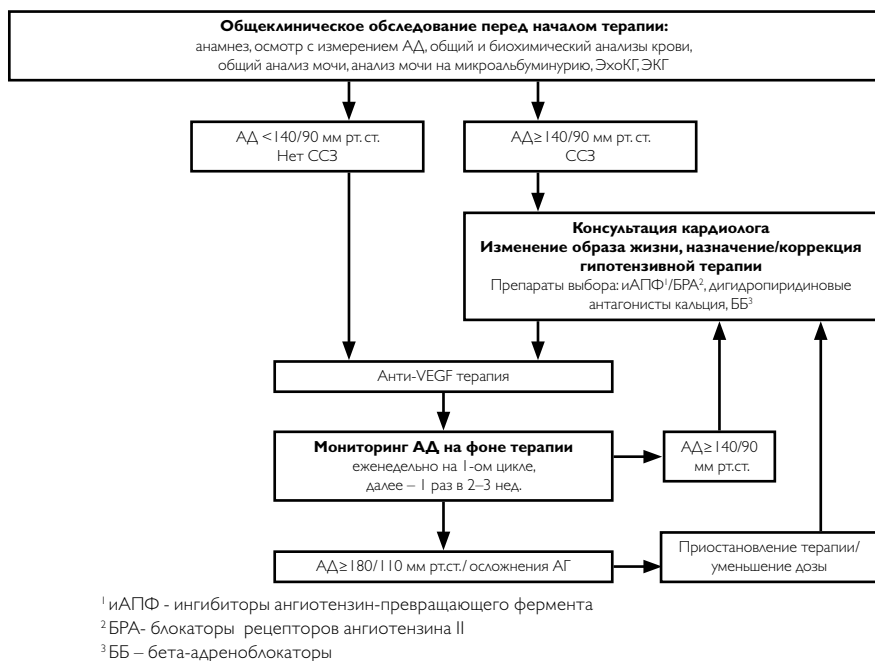 Общеклиническое обследование перед началом терапии:
анамнез, осмотр с измерением АД, общий и биохимический анализы крови,
общий анализ мочи, анализ мочи на микроальбуминурию, ЭхоКГ, ЭКГ
АД <140/90 мм рт.ст.
Нет ССЗ
АД≥140/90 мм рт.ст.
ССЗ
Консультация кардиолога
Изменение образа жизни, назначение/коррекция
гипотензивной терапии
Препараты выбора: иАПФ¹/БРА², дигидропиридиновые
антагонисты кальция, ББ³
Анти-VEGF терапия
Мониторинг АД на фоне терапии
еженедельно на 1-ом цикле,
далее – 1 раз в 2–3 нед.
АД≥140/90
мм рт.ст.
АД≥180/110 мм рт.ст./ осложнения АГ
Приостановление терапии/
уменьшение дозы
¹ иАПФ - ингибиторы ангиотензин-превращающего фермента
² БРА- блокаторы рецепторов ангиотензина II
³ ББ – бета-адреноблокаторы